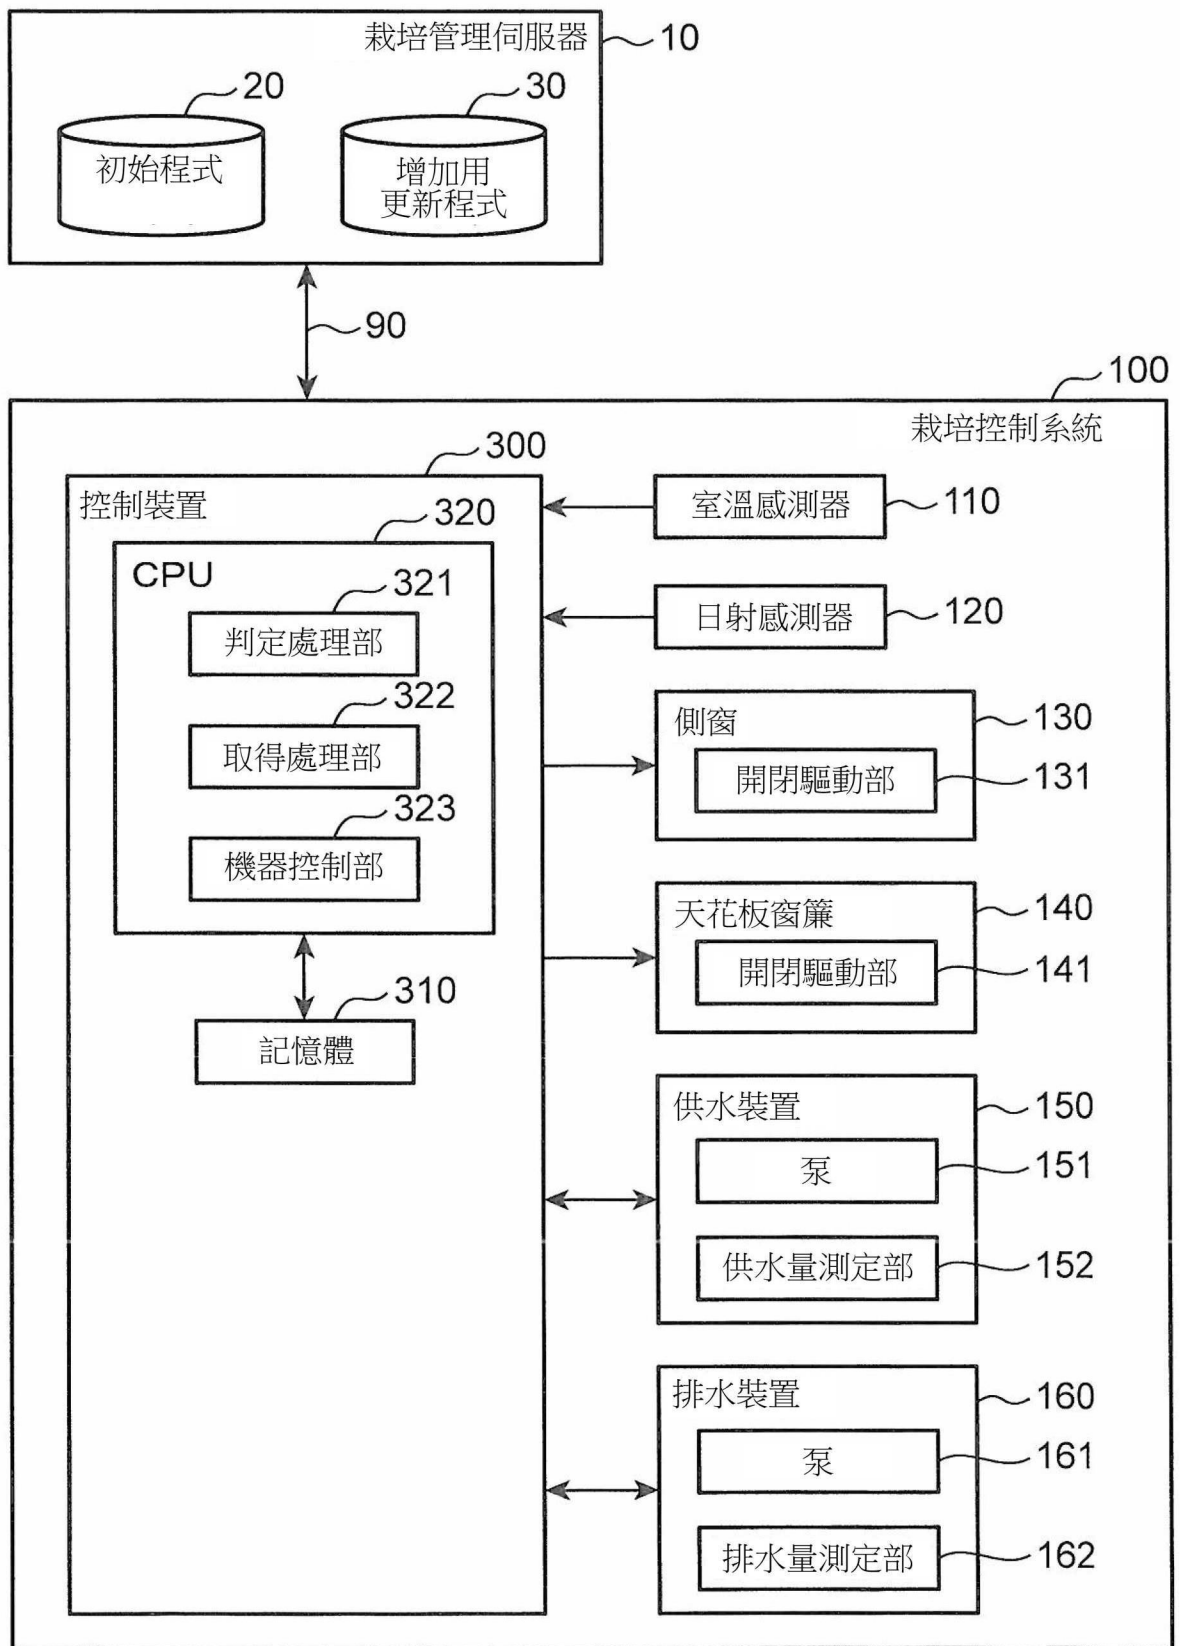 栽培管理伺服器
10
20
30
初始程式
增加用
更新程式
90
100
栽培控制系統
300
控制裝置
320
CPU
321
判定處理部
322
取得處理部
323
機器控制部
310
記憶體
室溫感測器
110
日射感測器
120
側窗
130
開閉驅動部
131
天花板窗簾
140
開閉驅動部
141
供水裝置
150
泵
151
供水量測定部
152
排水裝置
160
泵
161
排水量測定部
162